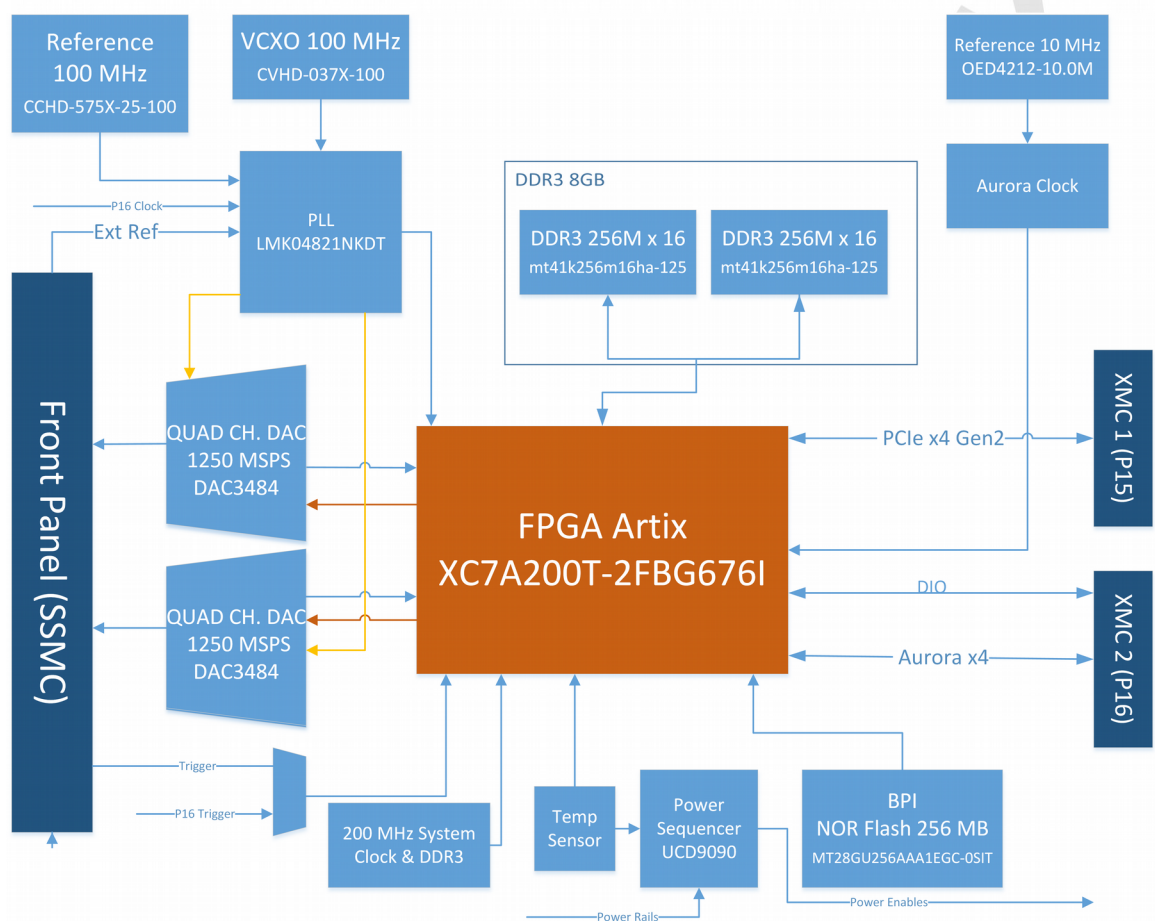 Reference
100 MHz
CCHD-575X-25-100
VCXO 100 MHz
CVHD-037X-100
Reference 10 MHz
OED4212-10.0M
P16 Clock
Ext Ref
PLL
LMK04821NKDT
Aurora Clock
DDR3 8GB
DDR3 256M x 16
mt41k256m16ha-125
DDR3 256M x 16
mt41k256m16ha-125
Front Panel (SSMC)
QUAD CH. DAC
1250 MSPS
DAC3484
QUAD CH. DAC
1250 MSPS
DAC3484
FPGA Artix
XC7A200T-2FBG676I
PCIe x4 Gen2
XMC 1 (P15)
DIO
Aurora x4
XMC 2 (P16)
Trigger
P16 Trigger
200 MHz System
Clock & DDR3
Temp
Sensor
Power
Sequencer
UCD9090
BPI
NOR Flash 256 MB
MT28GU256AAA1EGC-0SIT
Power Enables
Power Rails